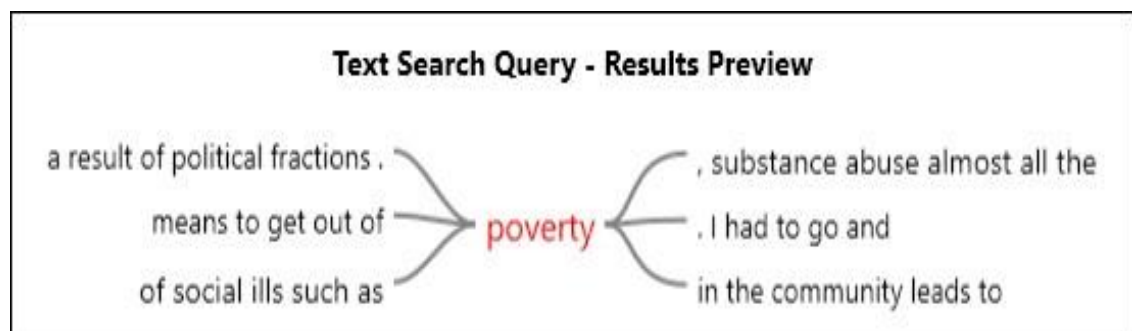 Text Search Query - Results Preview
a result of political fractions .
means to get out of
of social ills such as
poverty
, substance abuse almost all the
. I had to go and
in the community leads to